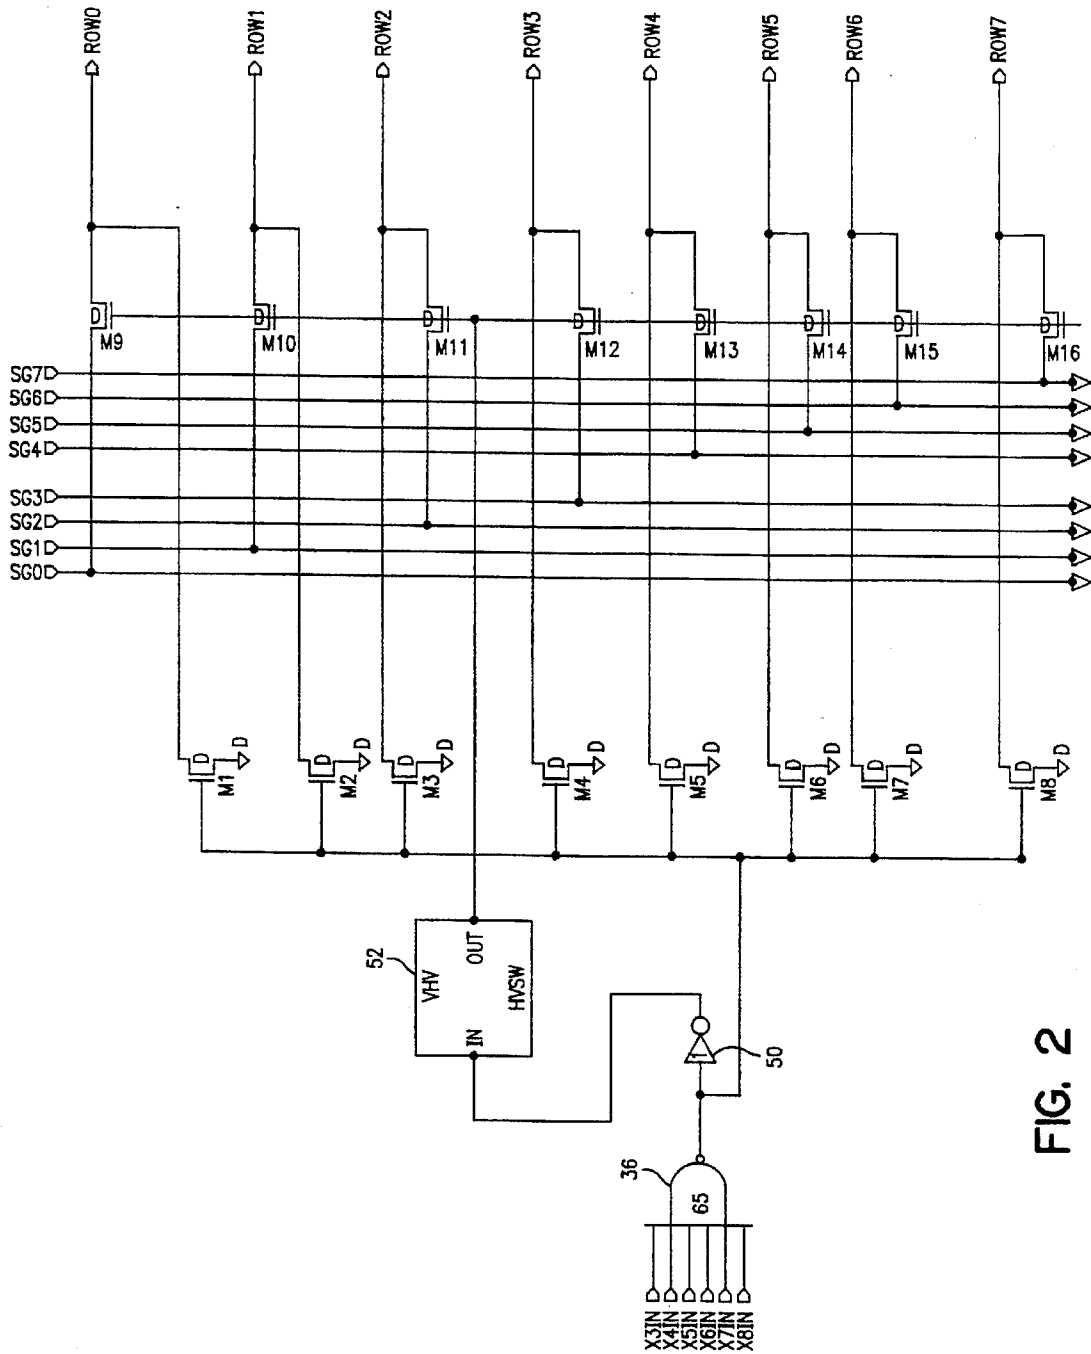 ROW0
ROW1
ROW2
ROW3
ROW4
ROW5
ROW6
ROW7
D
M9
D
M10
D
M11
D
M12
D
M13
D
M14
D
M15
D
M16
SG7
SG6
SG5
SG4
SG3
SG2
SG1
SG0
D
D
M1
D
D
M2
D
D
M3
D
D
M4
D
D
M5
D
D
M6
D
D
M7
D
D
M8
52
VHV
OUT
IN
HVSW
50
36
65
X3IN
X4IN
X5IN
X6IN
X7IN
X8IN
FIG. 2